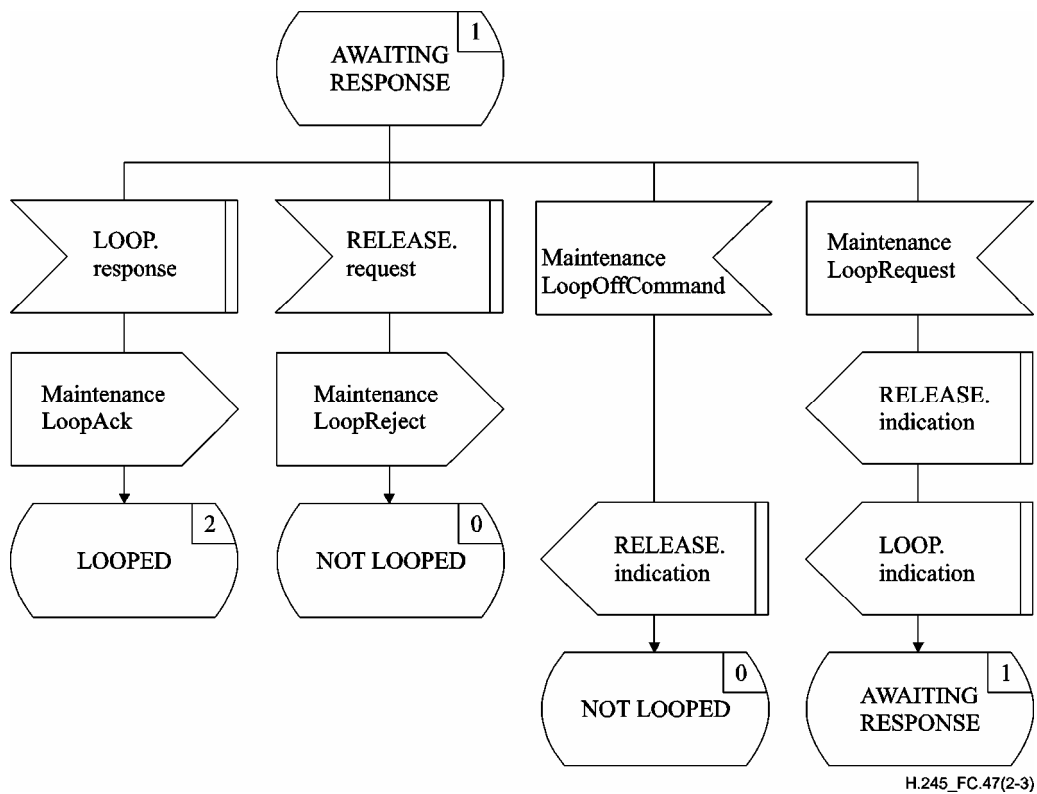 1
AWAITING
RESPONSE
LOOP.
response
RELEASE.
request
Maintenance
LoopOffCommand
Maintenance
LoopRequest
Maintenance
LoopAck
Maintenance
LoopReject
RELEASE.
indication
2
LOOPED
0
NOT LOOPED
RELEASE.
indication
LOOP.
indication
0
NOT LOOPED
1
AWAITING
RESPONSE
H.245_FC.47(2-3)